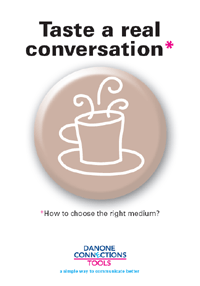 Taste a real
conversation*
*How to choose the right medium?
DANONE
CONNECTIONS
TOOLS
a simple way to communicate better